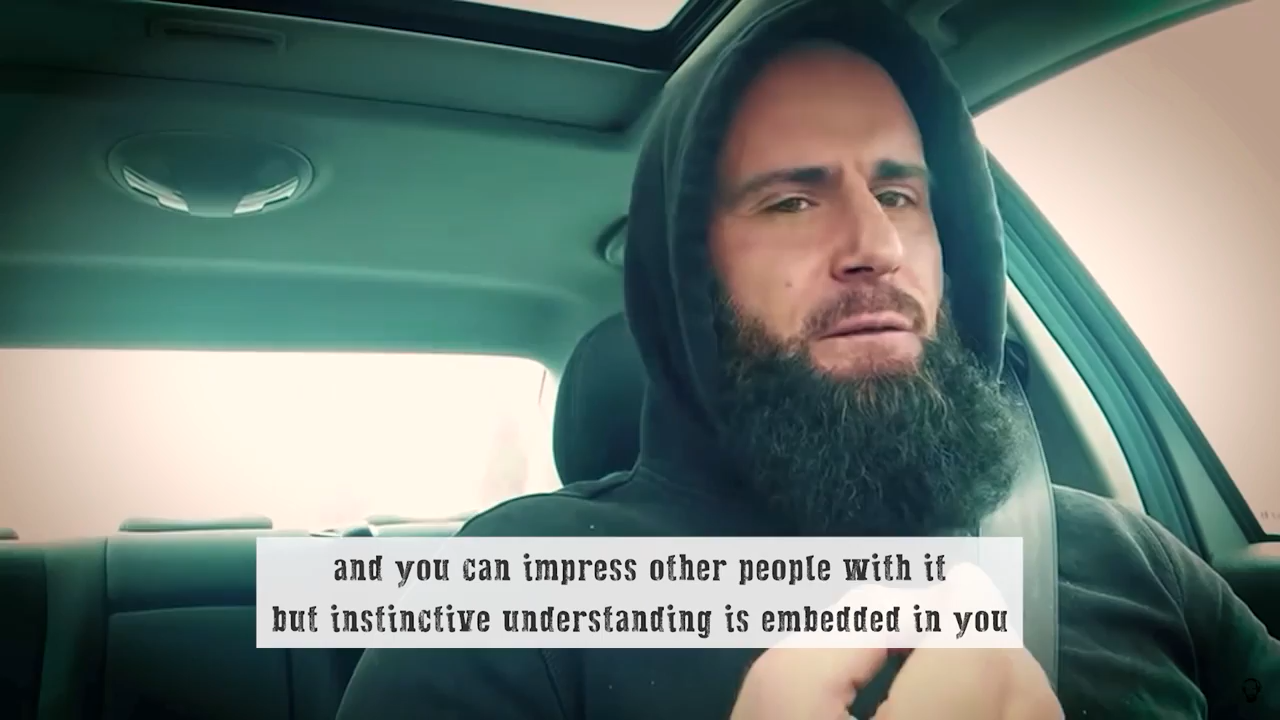 and you can impress other people with it
but instinctive understanding is embedded in you